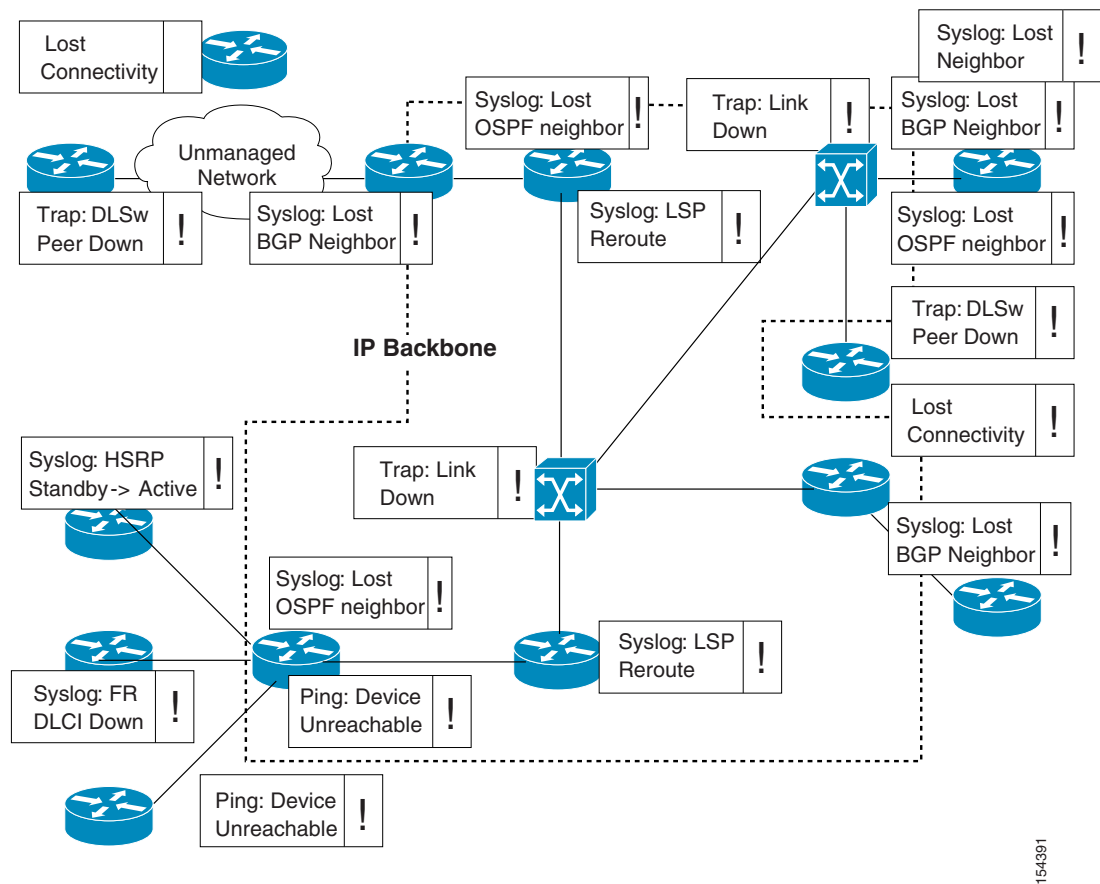 Lost
Connectivity
Syslog: Lost
Neighbor
!
Syslog: Lost
OSPF neighbor
!
Trap: Link
Down
!
Syslog: Lost
BGP Neighbor
!
Unmanaged
Network
Trap: DLSw
Peer Down
!
Syslog: Lost
BGP Neighbor
!
Syslog: LSP
Reroute
!
Syslog: Lost
OSPF neighbor
!
Trap: DLSw
Peer Down
!
IP Backbone
Lost
Connectivity
!
Syslog: HSRP
Standby-> Active
!
Trap: Link
Down
!
Syslog: Lost
BGP Neighbor
!
Syslog: Lost
OSPF neighbor
!
Syslog: LSP
Reroute
!
Syslog: FR
DLCI Down
!
Ping: Device
Unreachable
!
Ping: Device
Unreachable
!
154391